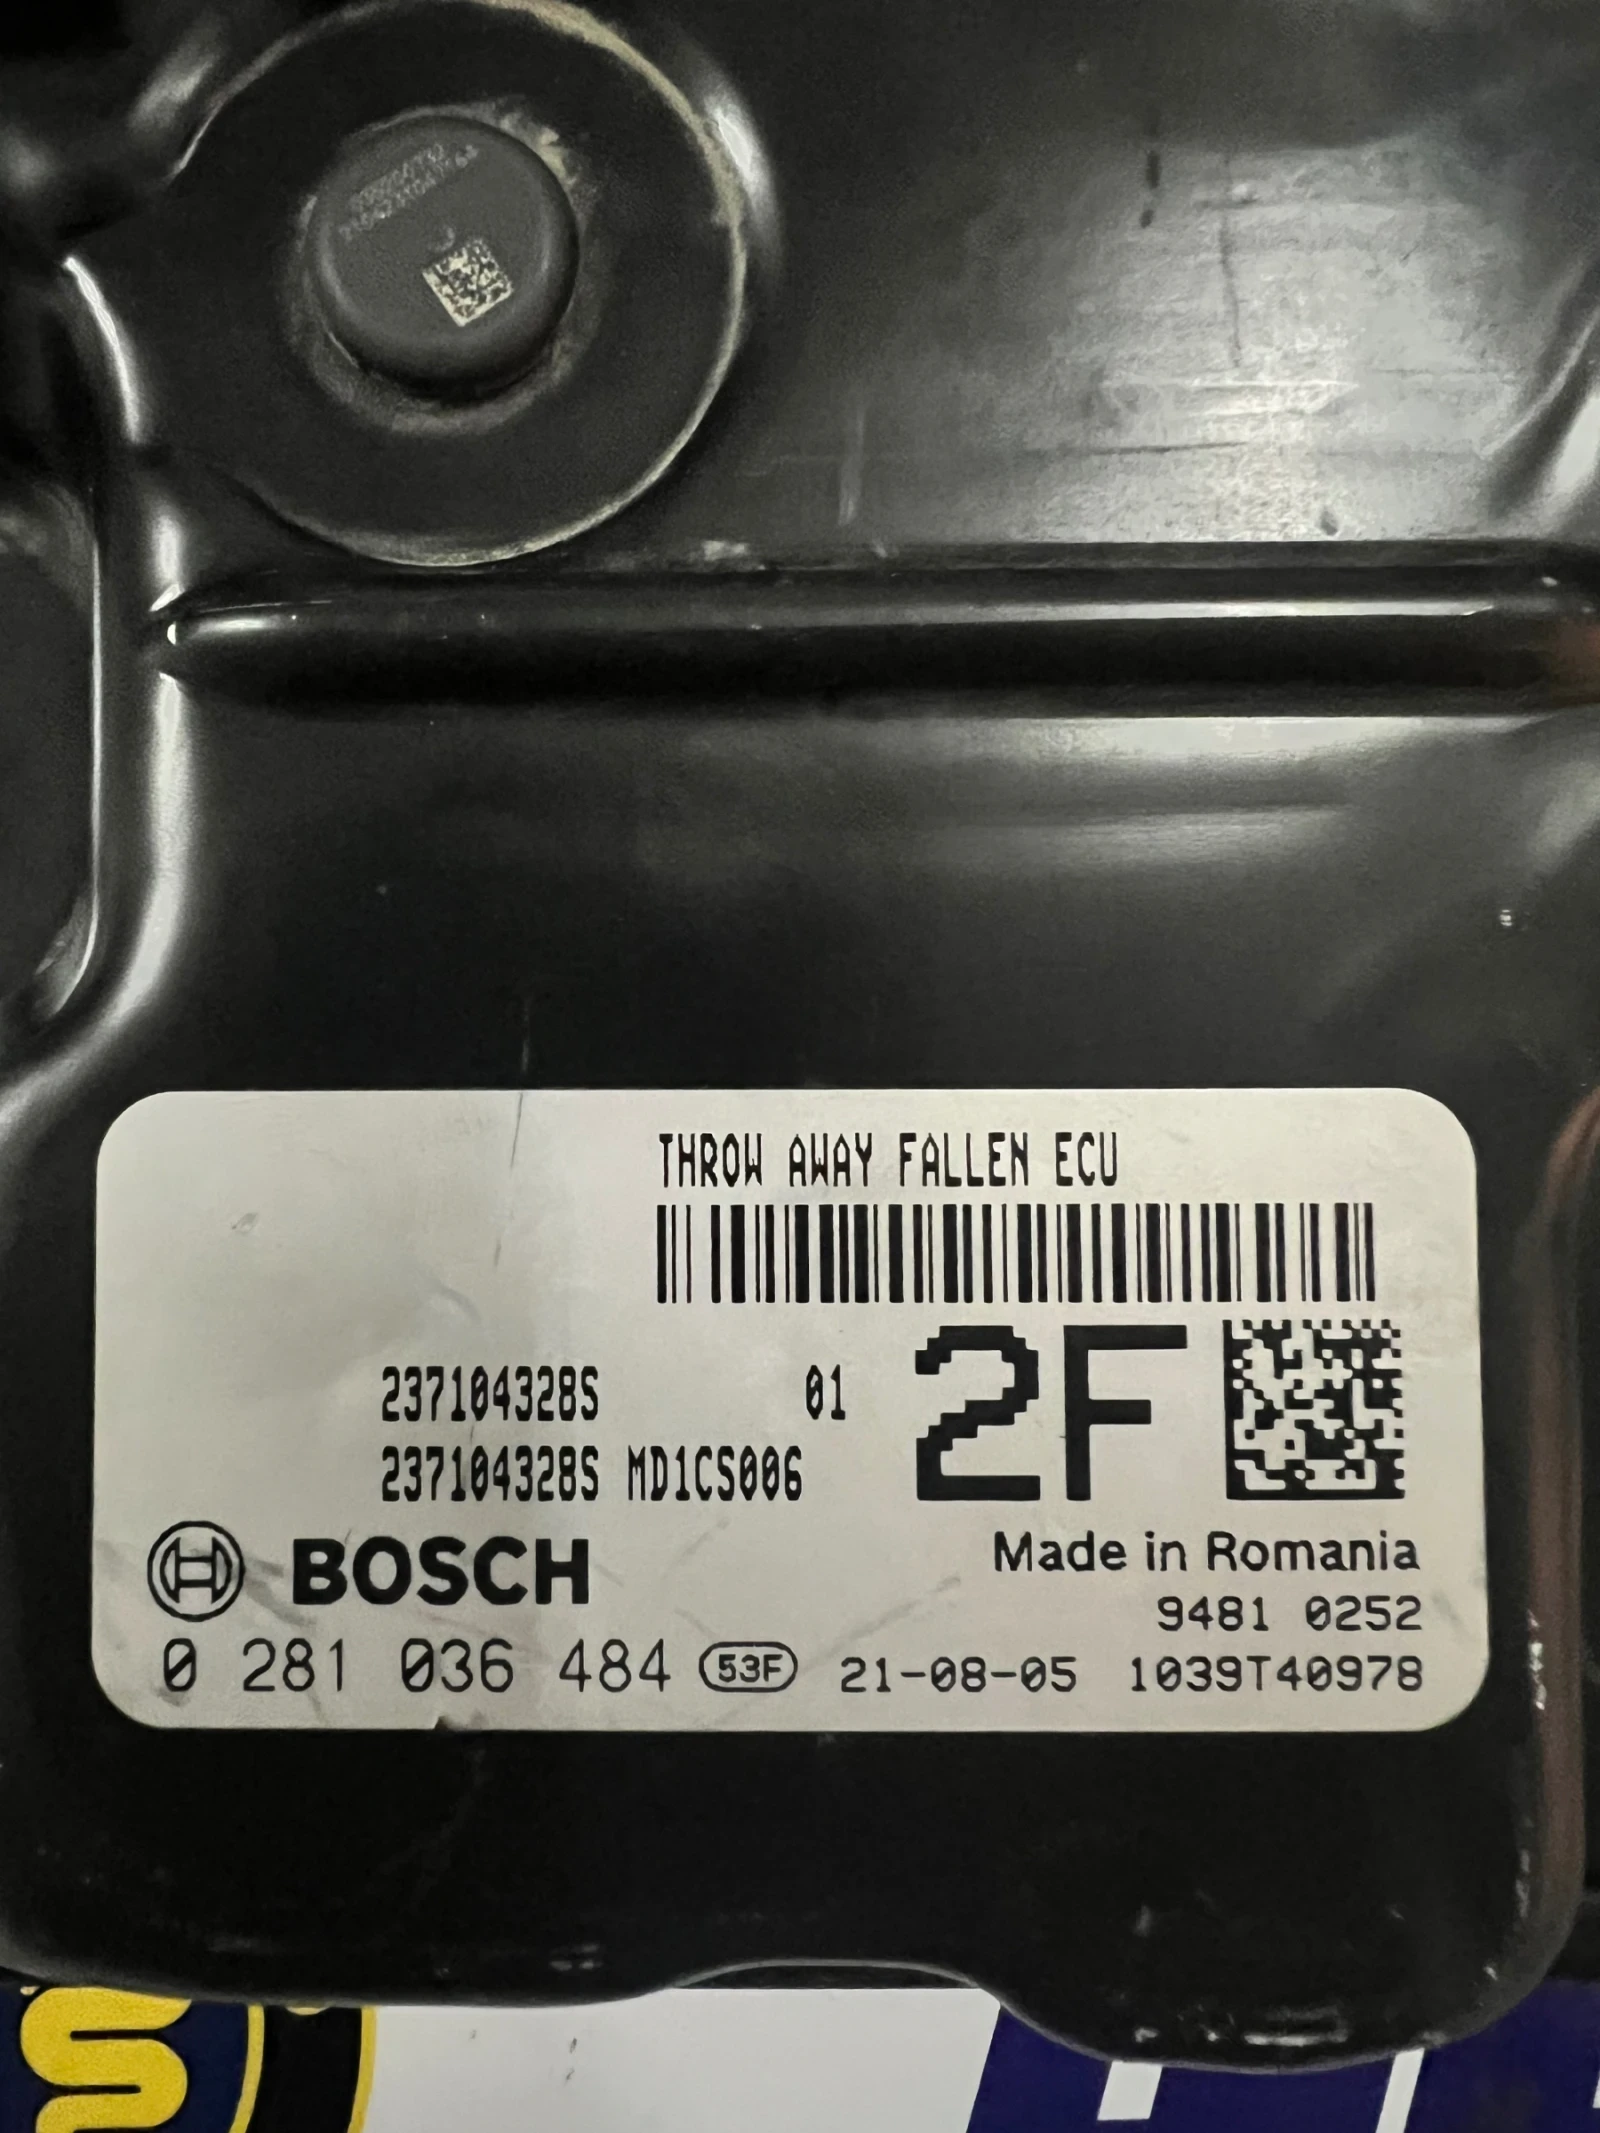 THROW AWAY FALLEN ECU
237104328S 01 2F
237104328S MD1CS006
BOSCH
Made in Romania
9481 0252
0 281 036 484 53F 21-08-05 1039T40978